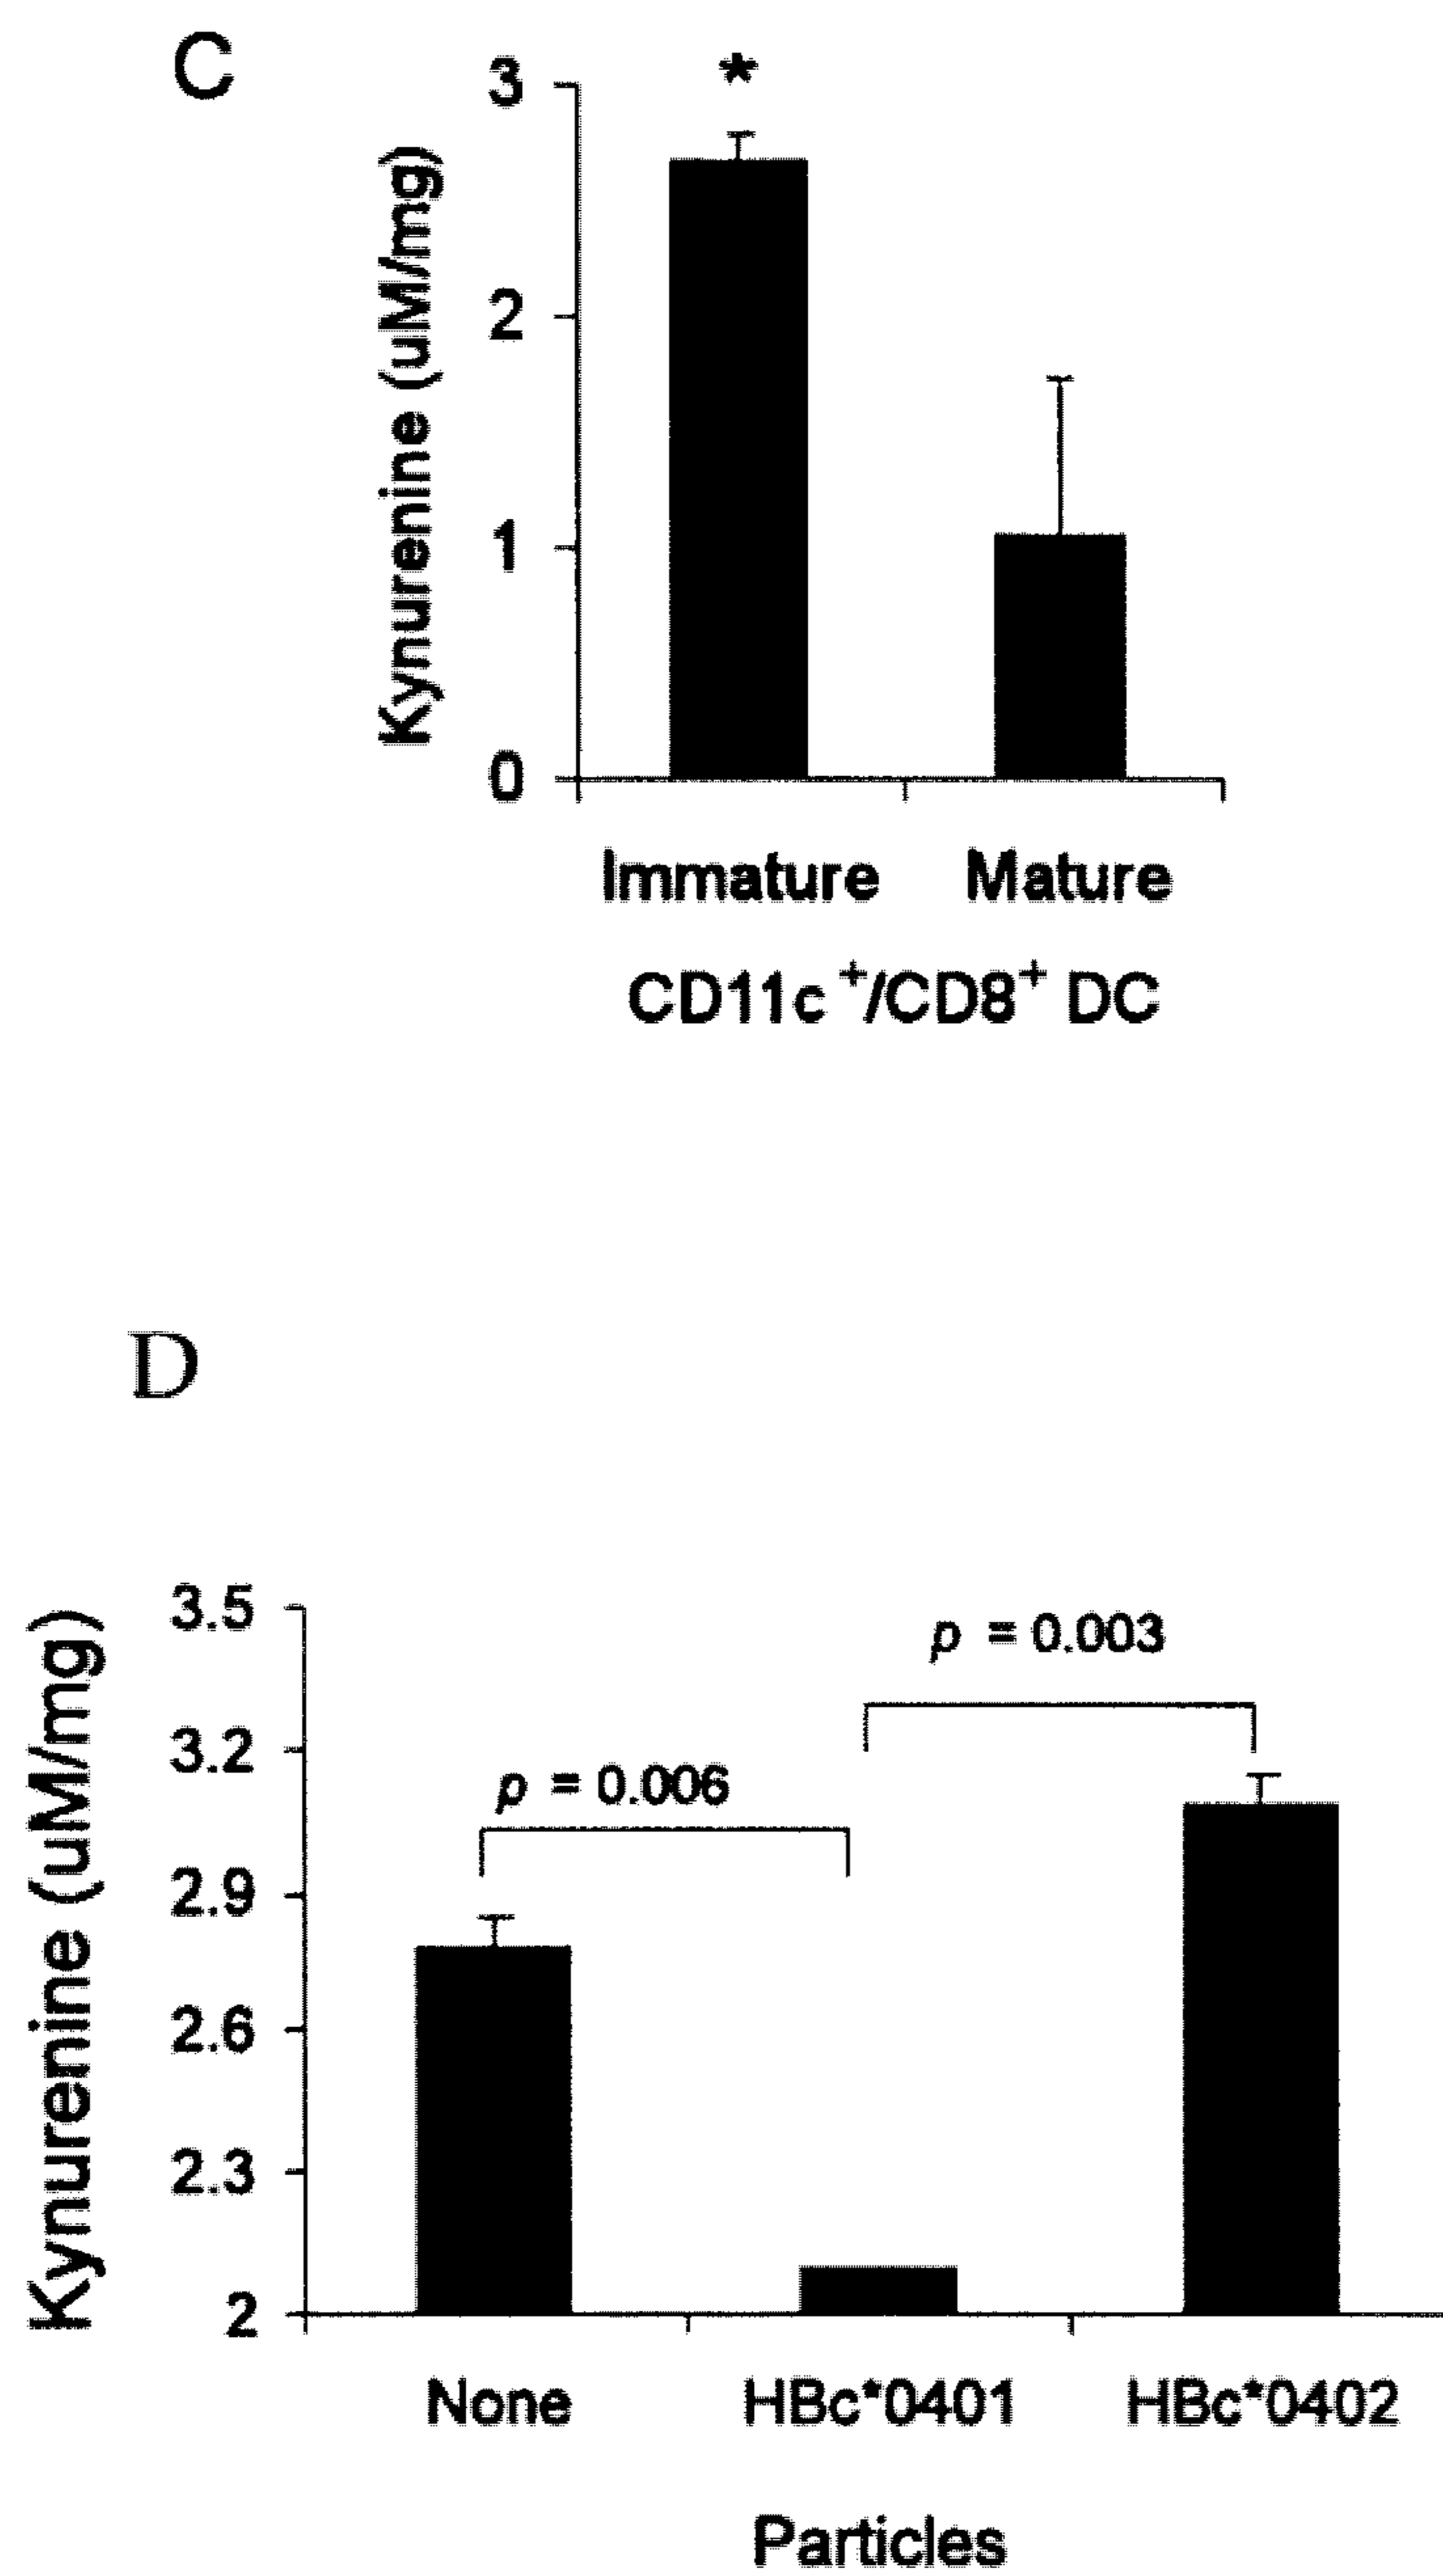 C
*
3
2
1
0
Kynurenine (uM/mg)
Immature Mature
CD11c +/CD8+ DC
D
3.5
3.2
2.9
2.6
2.3
2
Kynurenine (uM/mg)
p = 0.003
p = 0.006
None HBc*0401 HBc*0402
Particles